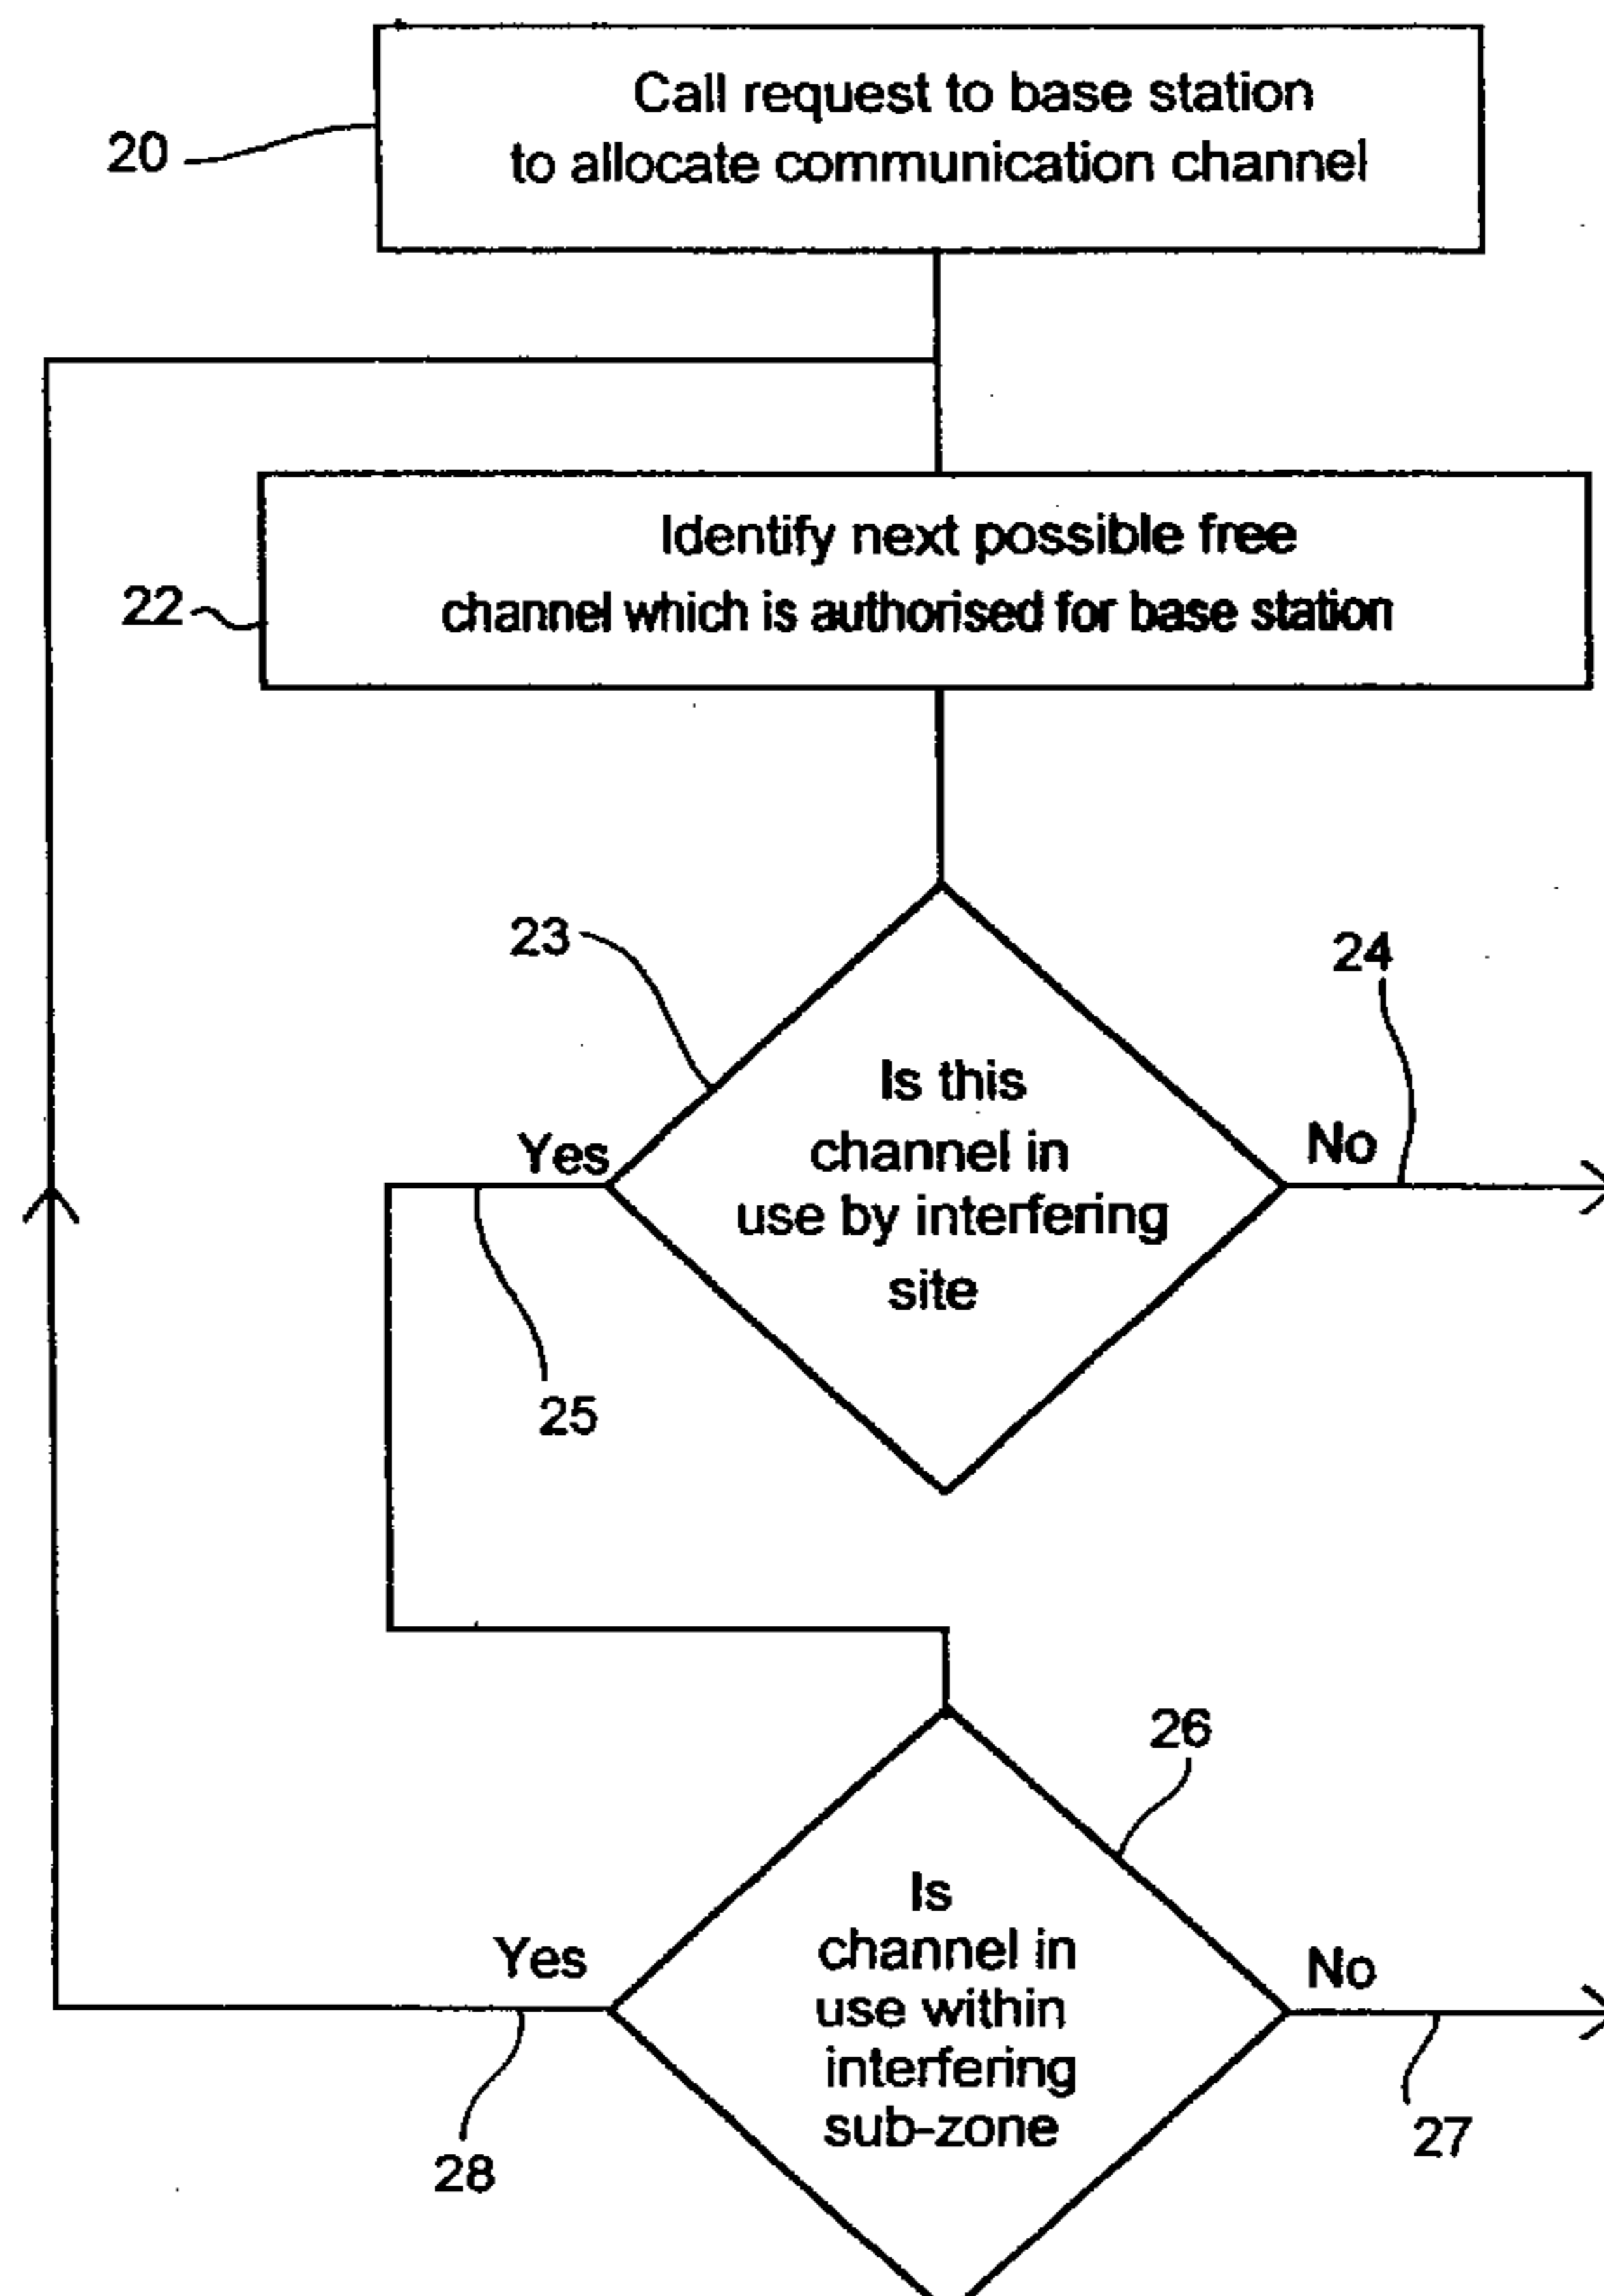 Call request to base station
to allocate communication channel
20
Identify next possible free
channel which is authorised for base station
22
23
24
Is this
channel in
use by interfering
site
Yes
No
25
26
Is
channel in
use within
interfering
sub-zone
Yes
No
28
27